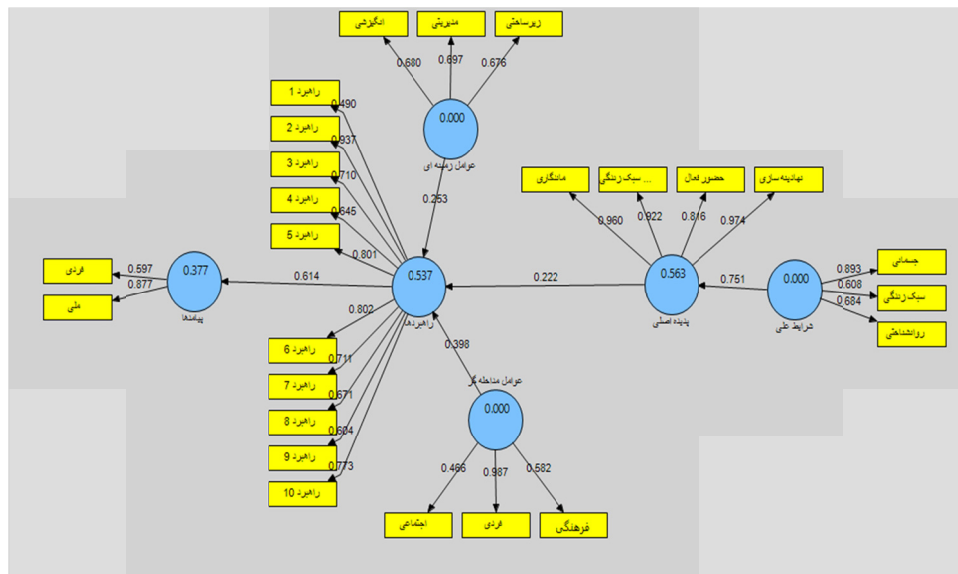 انگیزشی
مدیریتی
زیرساختی
0.680
0.697
0.676
0.000
عوامل زمینه ای
راهبرد 1
راهبرد 2
راهبرد 3
راهبرد 4
راهبرد 5
0.490
0.937
0.710
0.645
0.801
0.253
ماندگاری
سبک زندگی ...
حضور فعال
نهادینه سازی
0.960
0.922
0.816
0.974
فردی
ملی
0.597
0.877
0.377
پیامدها
0.614
0.537
راهبردها
0.222
0.563
پدیده اصلی
0.751
0.000
شرایط علی
0.893
0.608
0.684
جسمانی
سبک زندگی
روانشناختی
0.802
0.711
0.671
0.604
0.773
راهبرد 6
راهبرد 7
راهبرد 8
راهبرد 9
راهبرد 10
0.398
عوامل مداخله گر
0.000
0.466
0.987
0.582
اجتماعی
فردی
فرهنگی